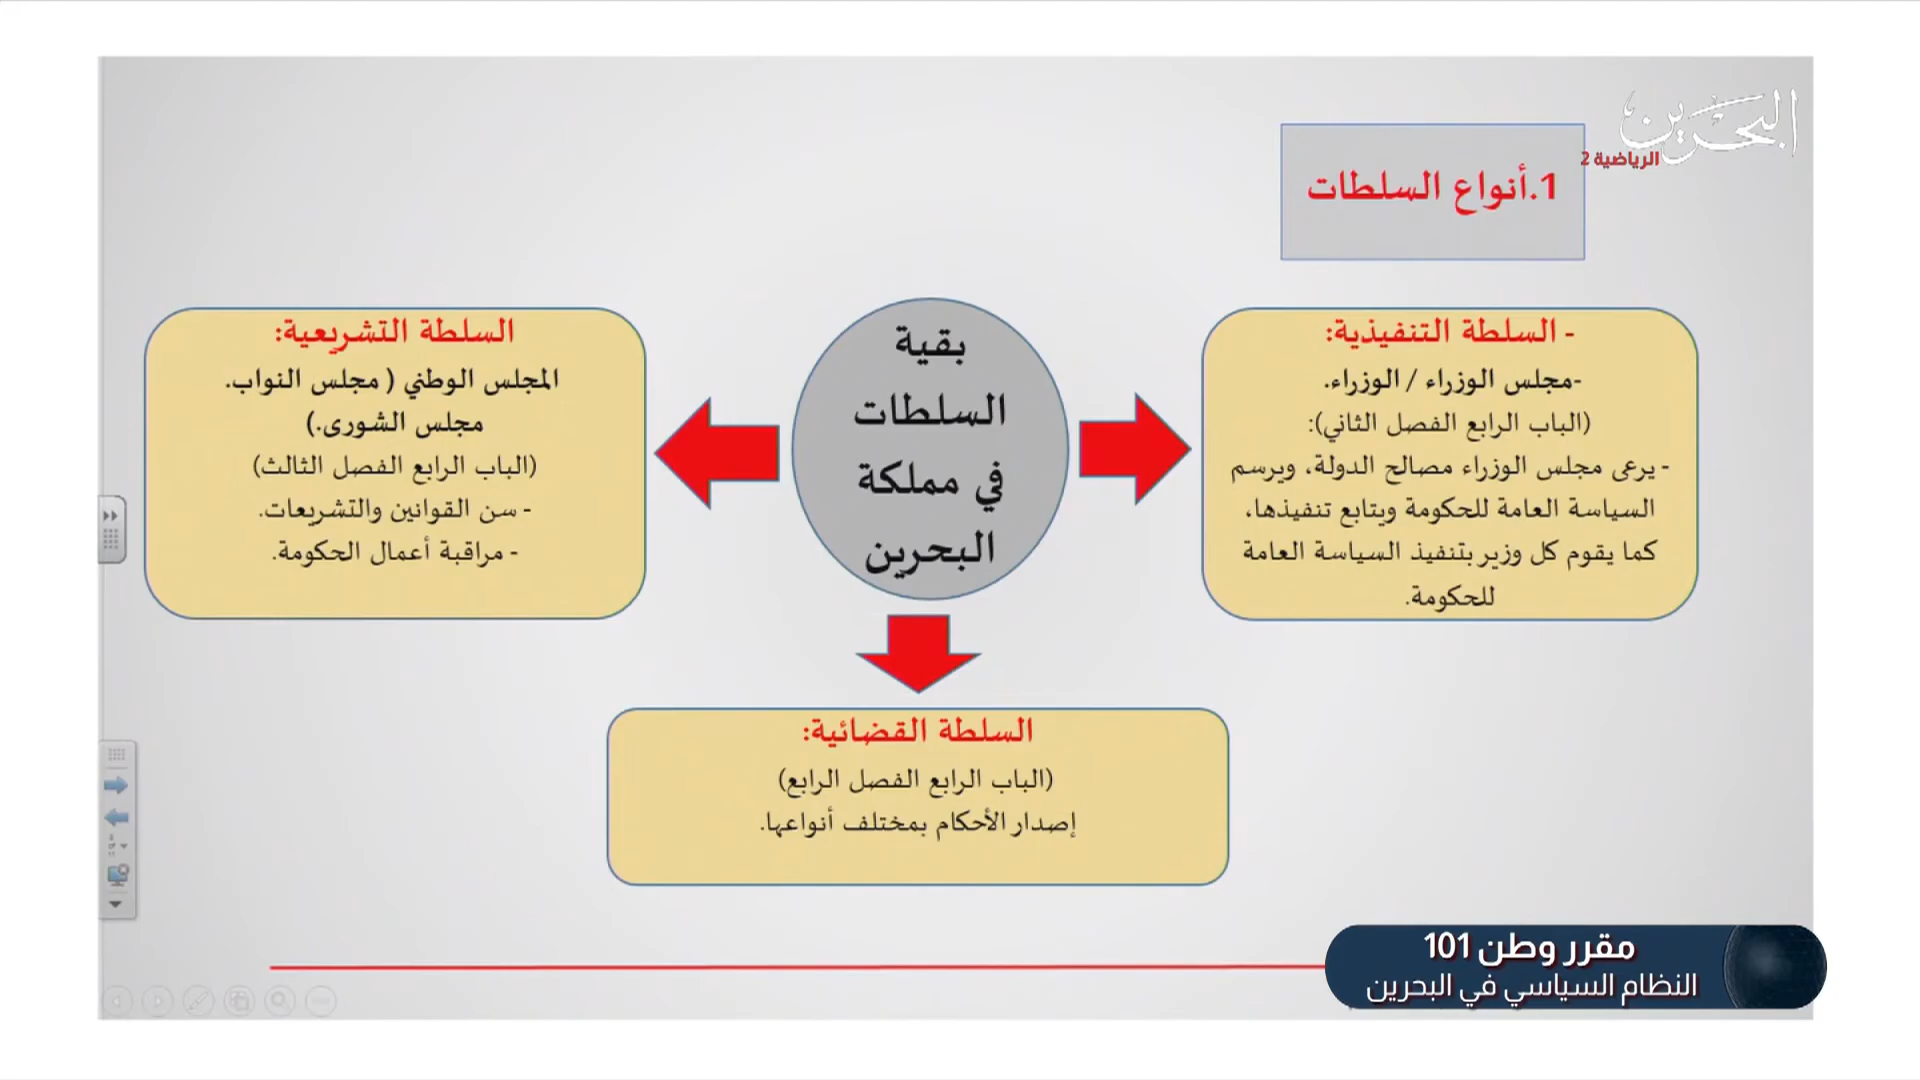 البحرين
الرياضية 2
1.أنواع السلطات
بقية
السلطات
في مملكة
البحرين
- السلطة التنفيذية:
-مجلس الوزراء / الوزراء.
(الباب الرابع الفصل الثاني):
- يرعى مجلس الوزراء مصالح الدولة، ويرسم
السياسة العامة للحكومة ويتابع تنفيذها،
كما يقوم كل وزير بتنفيذ السياسة العامة
للحكومة.
السلطة التشريعية:
المجلس الوطني ( مجلس النواب.
مجلس الشورى.)
(الباب الرابع الفصل الثالث)
- سن القوانين والتشريعات.
- مراقبة أعمال الحكومة.
السلطة القضائية:
(الباب الرابع الفصل الرابع)
إصدار الأحكام بمختلف أنواعها.
مقرر وطن 101
النظام السياسي في البحرين